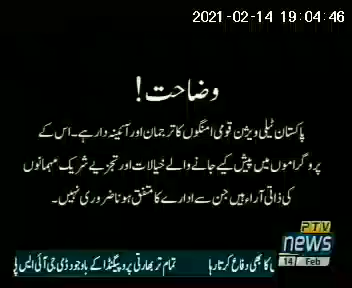 2021-02-14 19:04:46
وضاحت!
پاکستان ٹیلی ویژن قومی امنگوں کا ترجمان اور آئینہ دار ہے۔ اس کے
پروگراموں میں پیش کیے جانے والے خیالات اور تجزیے شریک مہمانوں
کی ذاتی آراء ہیں جن سے ادارے کا متفق ہونا ضروری نہیں۔
PTV
news
14 Feb
کا بھی دفاع کرتا رہا تمام تر بھارتی پروپیگنڈا کے باوجود ڈی جی آئی ایس پی